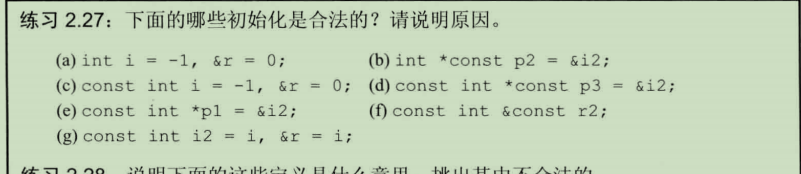 练习 2.27：下面的哪些初始化是合法的？请说明原因。
(a) int i = -1, &r = 0; (b) int *const p2 = &i2;
(c) const int i = -1, &r = 0; (d) const int *const p3 = &i2;
(e) const int *p1 = &i2; (f) const int &const r2;
(g) const int i2 = i, &r = i;
练习 2.28：说明下面的这些定义是什么意思，挑出其中不合法的。